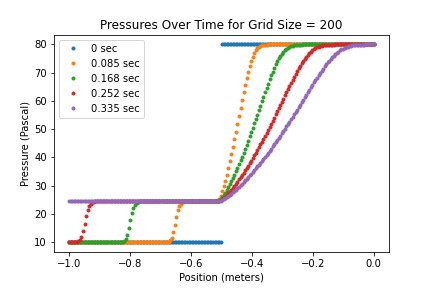 Pressures Over Time for Grid Size = 200
80
70
60
50
40
30
20
10
Pressure (Pascal)
0 sec
0.085 sec
0.168 sec
0.252 sec
0.335 sec
−1.0 −0.8 −0.6 −0.4 −0.2 0.0
Position (meters)